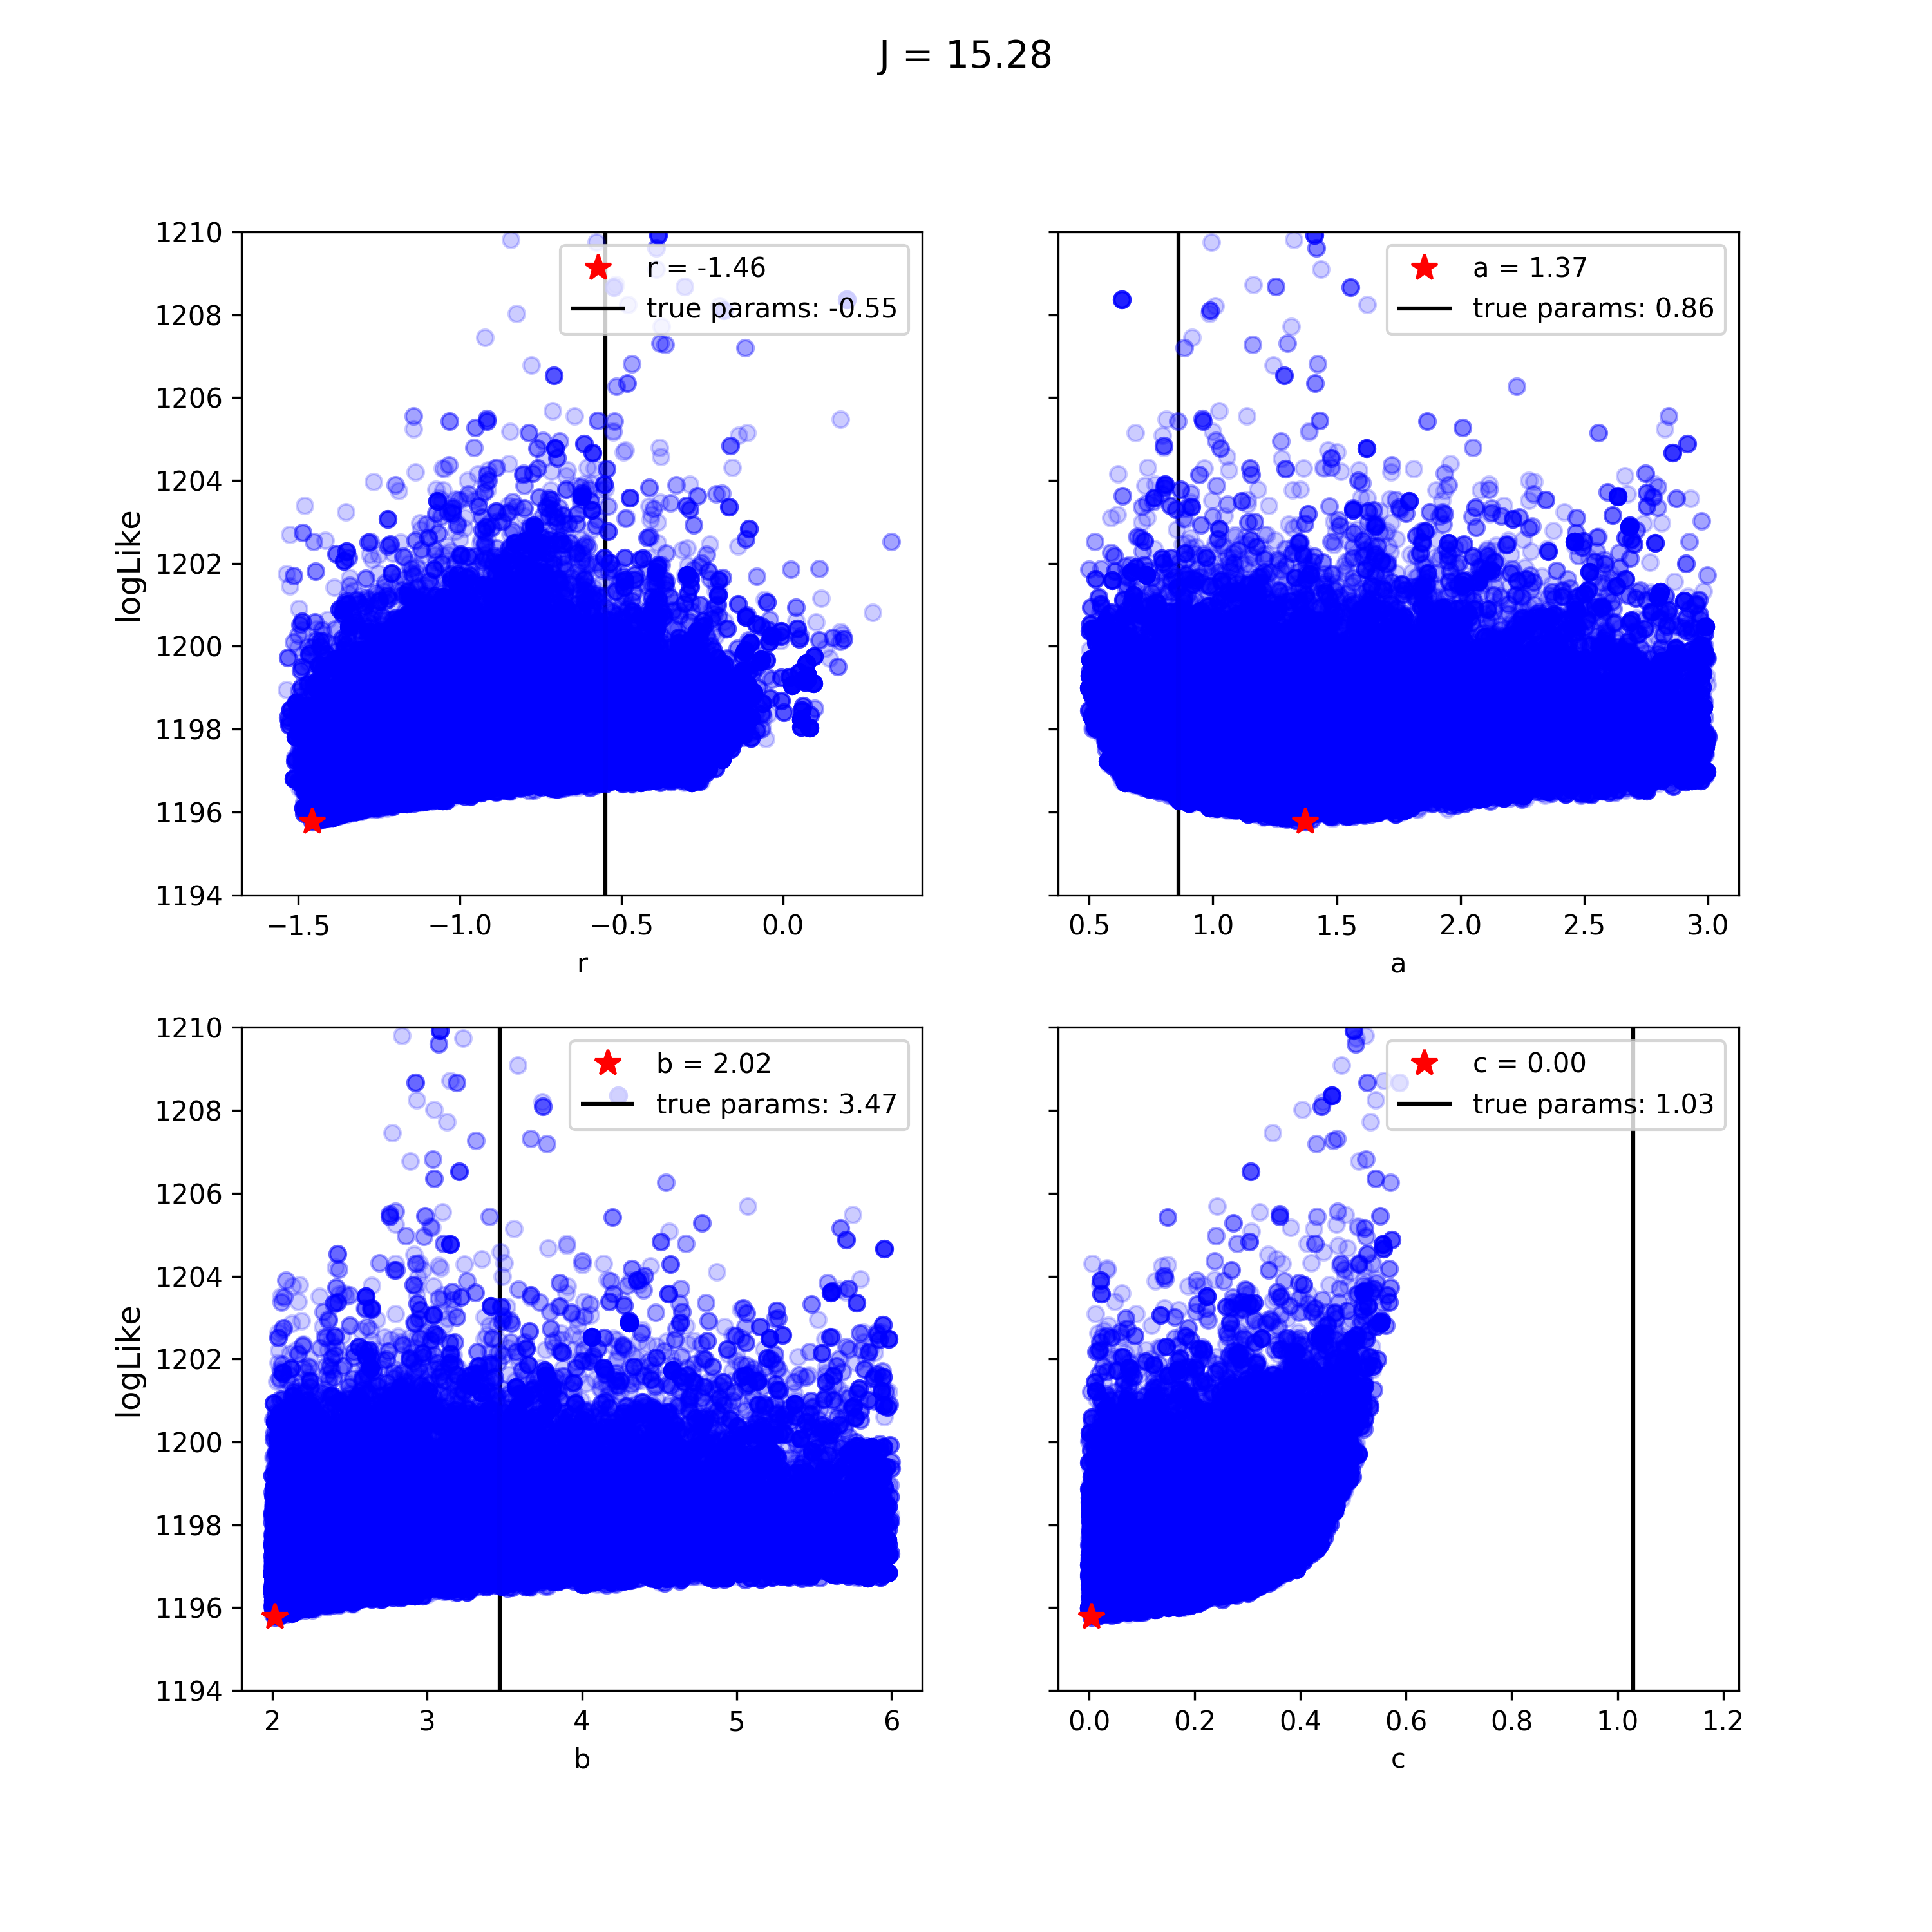 J = 15.28
1210
1208
1206
1204
1202
1200
1198
1196
1194
logLike
r = -1.46
true params: -0.55
−1.5 −1.0 −0.5 0.0
r
a = 1.37
true params: 0.86
0.5 1.0 1.5 2.0 2.5 3.0
a
1210
1208
1206
1204
1202
1200
1198
1196
1194
logLike
b = 2.02
true params: 3.47
2 3 4 5 6
b
c = 0.00
true params: 1.03
0.0 0.2 0.4 0.6 0.8 1.0 1.2
c